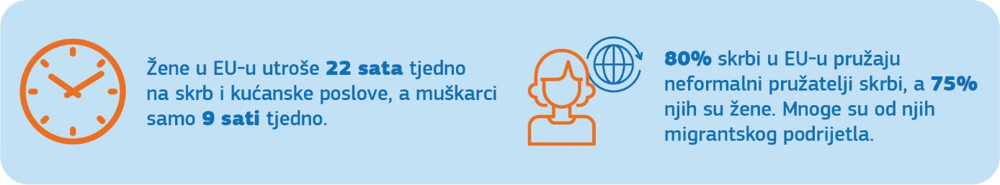 Žene u EU-u utroše 22 sata tjedno
na skrb i kućanske poslove, a muškarci
samo 9 sati tjedno.
80% skrbi u EU-u pružaju
neformalni pružatelji skrbi, a 75%
njih su žene. Mnoge su od njih
migrantskog podrijetla.